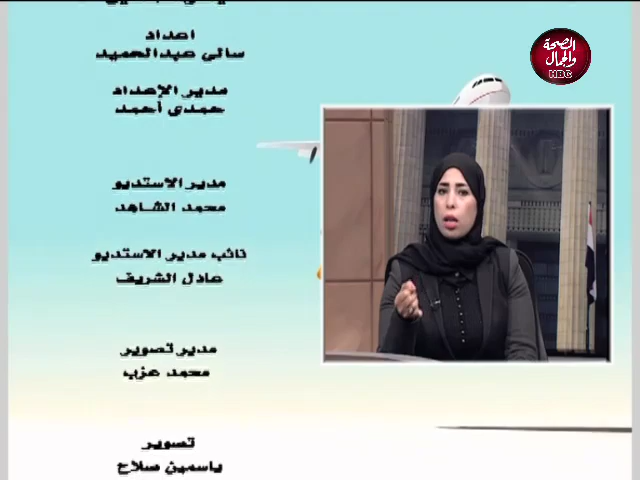 اعداد
سالي عبدالحميد
مدير الإعداد
حمدى أحمد
مدير الاستديو
محمد الشاهد
نائب مدير الاستديو
عادل الشريف
مدير تصوير
محمد عزب
تصوير
ياسمين صلاح
الصحة
والجمال
HBC